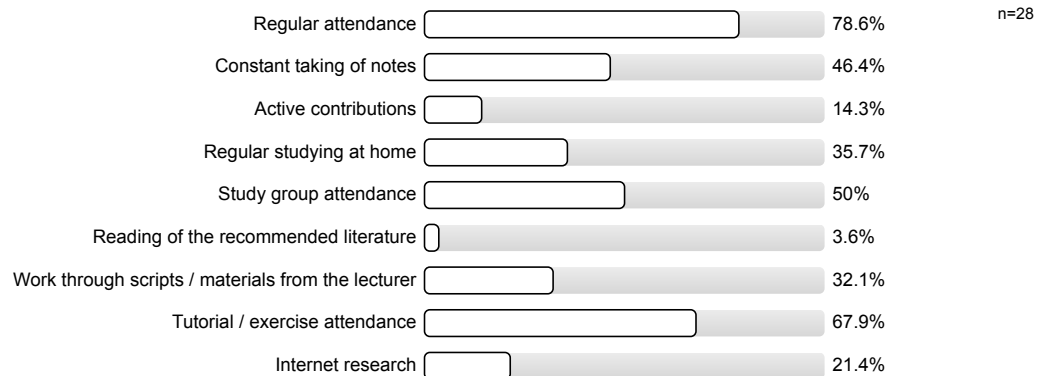 Regular attendance 78.6% n=28
Constant taking of notes 46.4%
Active contributions 14.3%
Regular studying at home 35.7%
Study group attendance 50%
Reading of the recommended literature 3.6%
Work through scripts / materials from the lecturer 32.1%
Tutorial / exercise attendance 67.9%
Internet research 21.4%